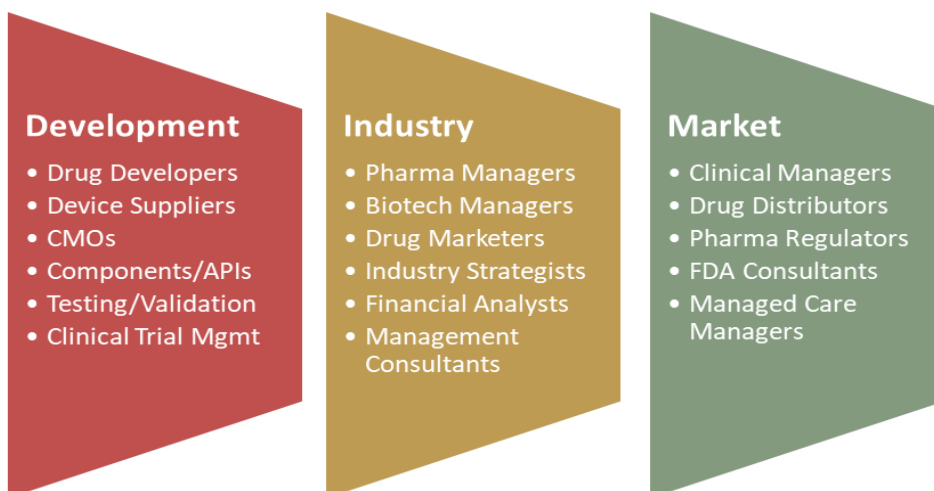 Development
• Drug Developers
• Device Suppliers
• CMOs
• Components/APIs
• Testing/Validation
• Clinical Trial Mgmt
Industry
• Pharma Managers
• Biotech Managers
• Drug Marketers
• Industry Strategists
• Financial Analysts
• Management
Consultants
Market
• Clinical Managers
• Drug Distributors
• Pharma Regulators
• FDA Consultants
• Managed Care
Managers